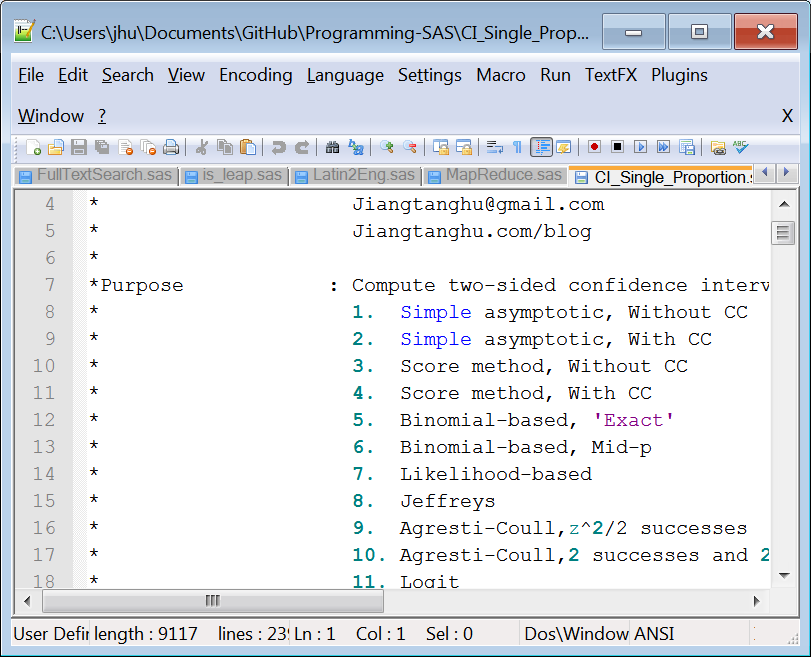 C:\Users\jhu\Documents\GitHub\Programming-SAS\CI_Single_Prop...
File Edit Search View Encoding Language Settings Macro Run TextFX Plugins
Window ? X
FullTextSearch.sas is_leap.sas Latin2Eng.sas MapReduce.sas CI_Single_Proportion.s
4 * Jiangtanghu@gmail.com
5 * Jiangtanghu.com/blog
6 *
7 *Purpose : Compute two-sided confidence interv
8 * 1. Simple asymptotic, Without CC
9 * 2. Simple asymptotic, With CC
10 * 3. Score method, Without CC
11 * 4. Score method, With CC
12 * 5. Binomial-based, 'Exact'
13 * 6. Binomial-based, Mid-p
14 * 7. Likelihood-based
15 * 8. Jeffreys
16 * 9. Agresti-Coull,z^2/2 successes
17 * 10. Agresti-Coull,2 successes and 2
18 * 11. Logit
User Defin length : 9117 lines : 239 Ln : 1 Col : 1 Sel : 0 Dos\Window ANSI